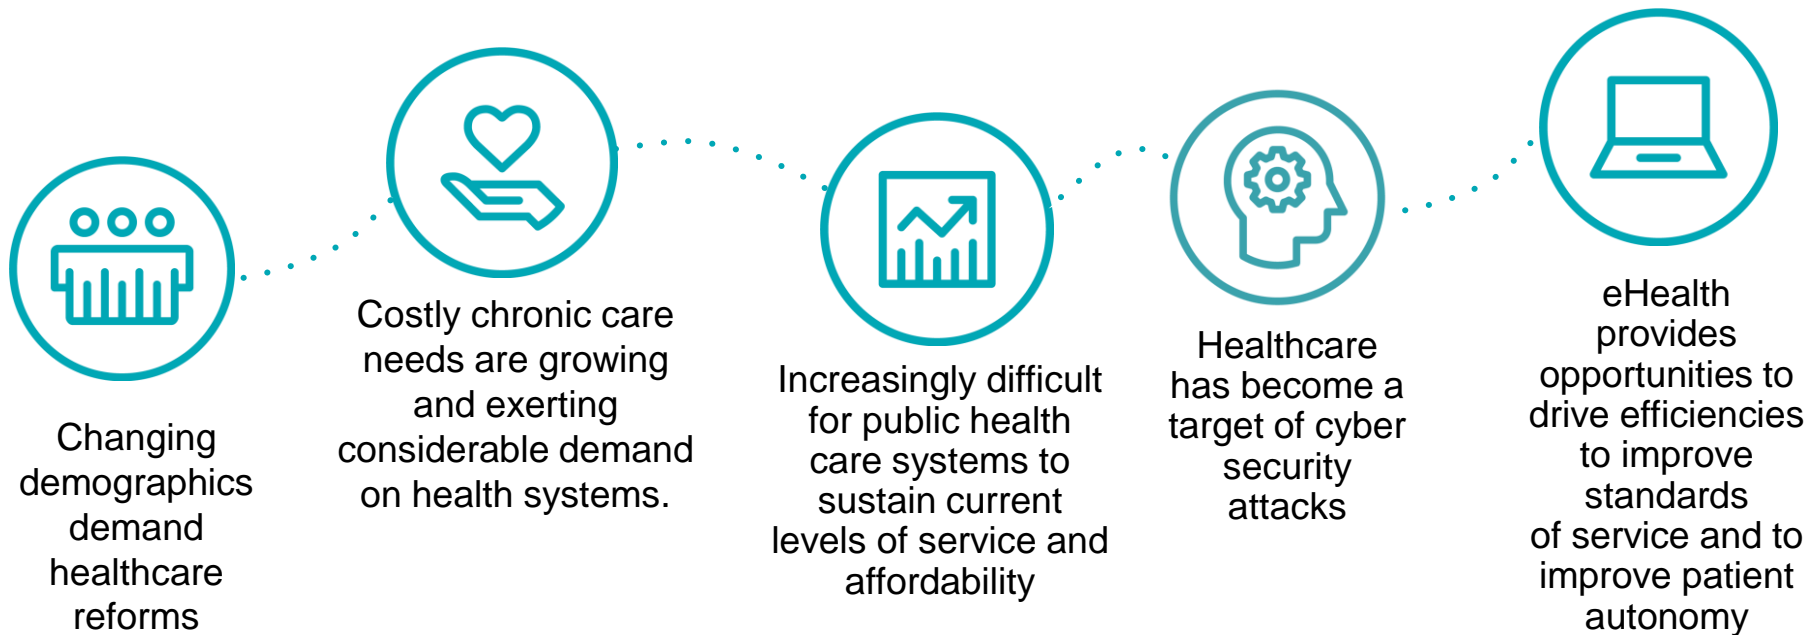 Changing
demographics
demand
healthcare
reforms
Costly chronic care
needs are growing
and exerting
considerable demand
on health systems.
Increasingly difficult
for public health
care systems to
sustain current
levels of service and
affordability
Healthcare
has become a
target of cyber
security
attacks
eHealth
provides
opportunities to
drive efficiencies
to improve
standards
of service and to
improve patient
autonomy